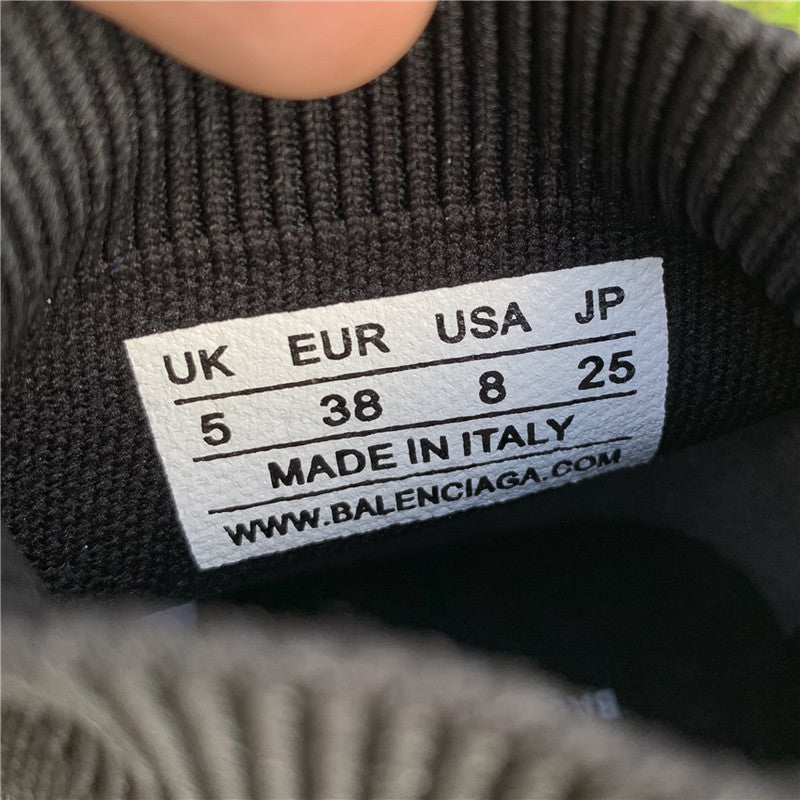 UK EUR USA JP
5 38 8 25
MADE IN ITALY
WWW.BALENCIAGA.COM